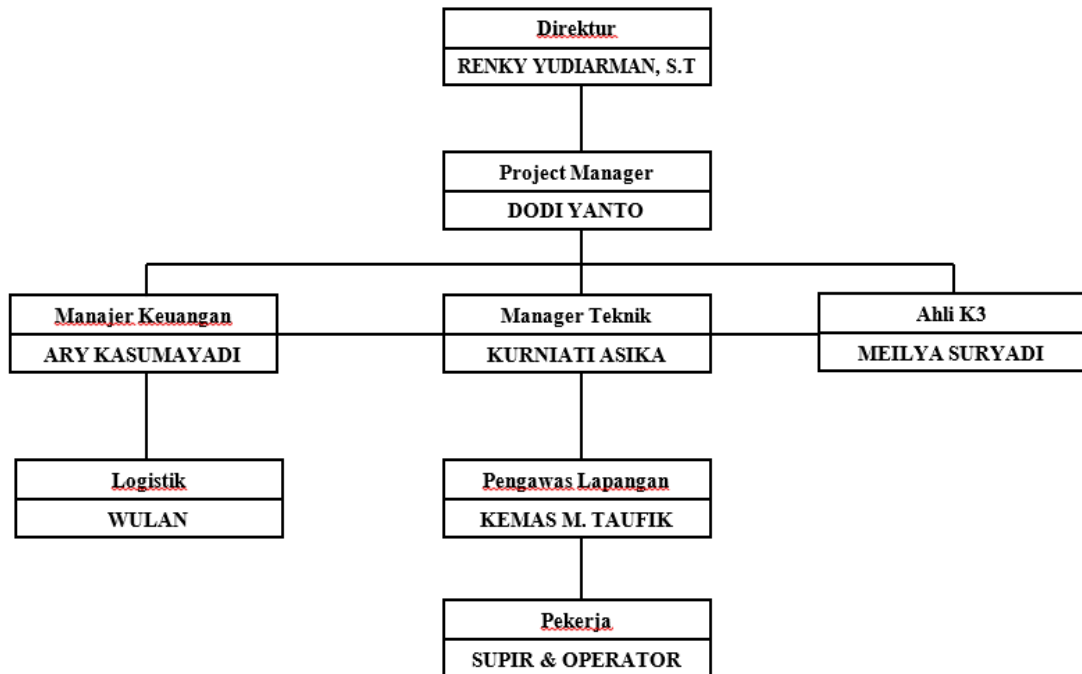 Direktur
RENKY YUDIARMAN, S.T
Project Manager
DODI YANTO
Manajer Keuangan
ARY KASUMAYADI
Manager Teknik
KURNIATI ASIKA
Ahli K3
MEILYA SURYADI
Logistik
WULAN
Pengawas Lapangan
KEMAS M. TAUFIK
Pekerja
SUPIR & OPERATOR